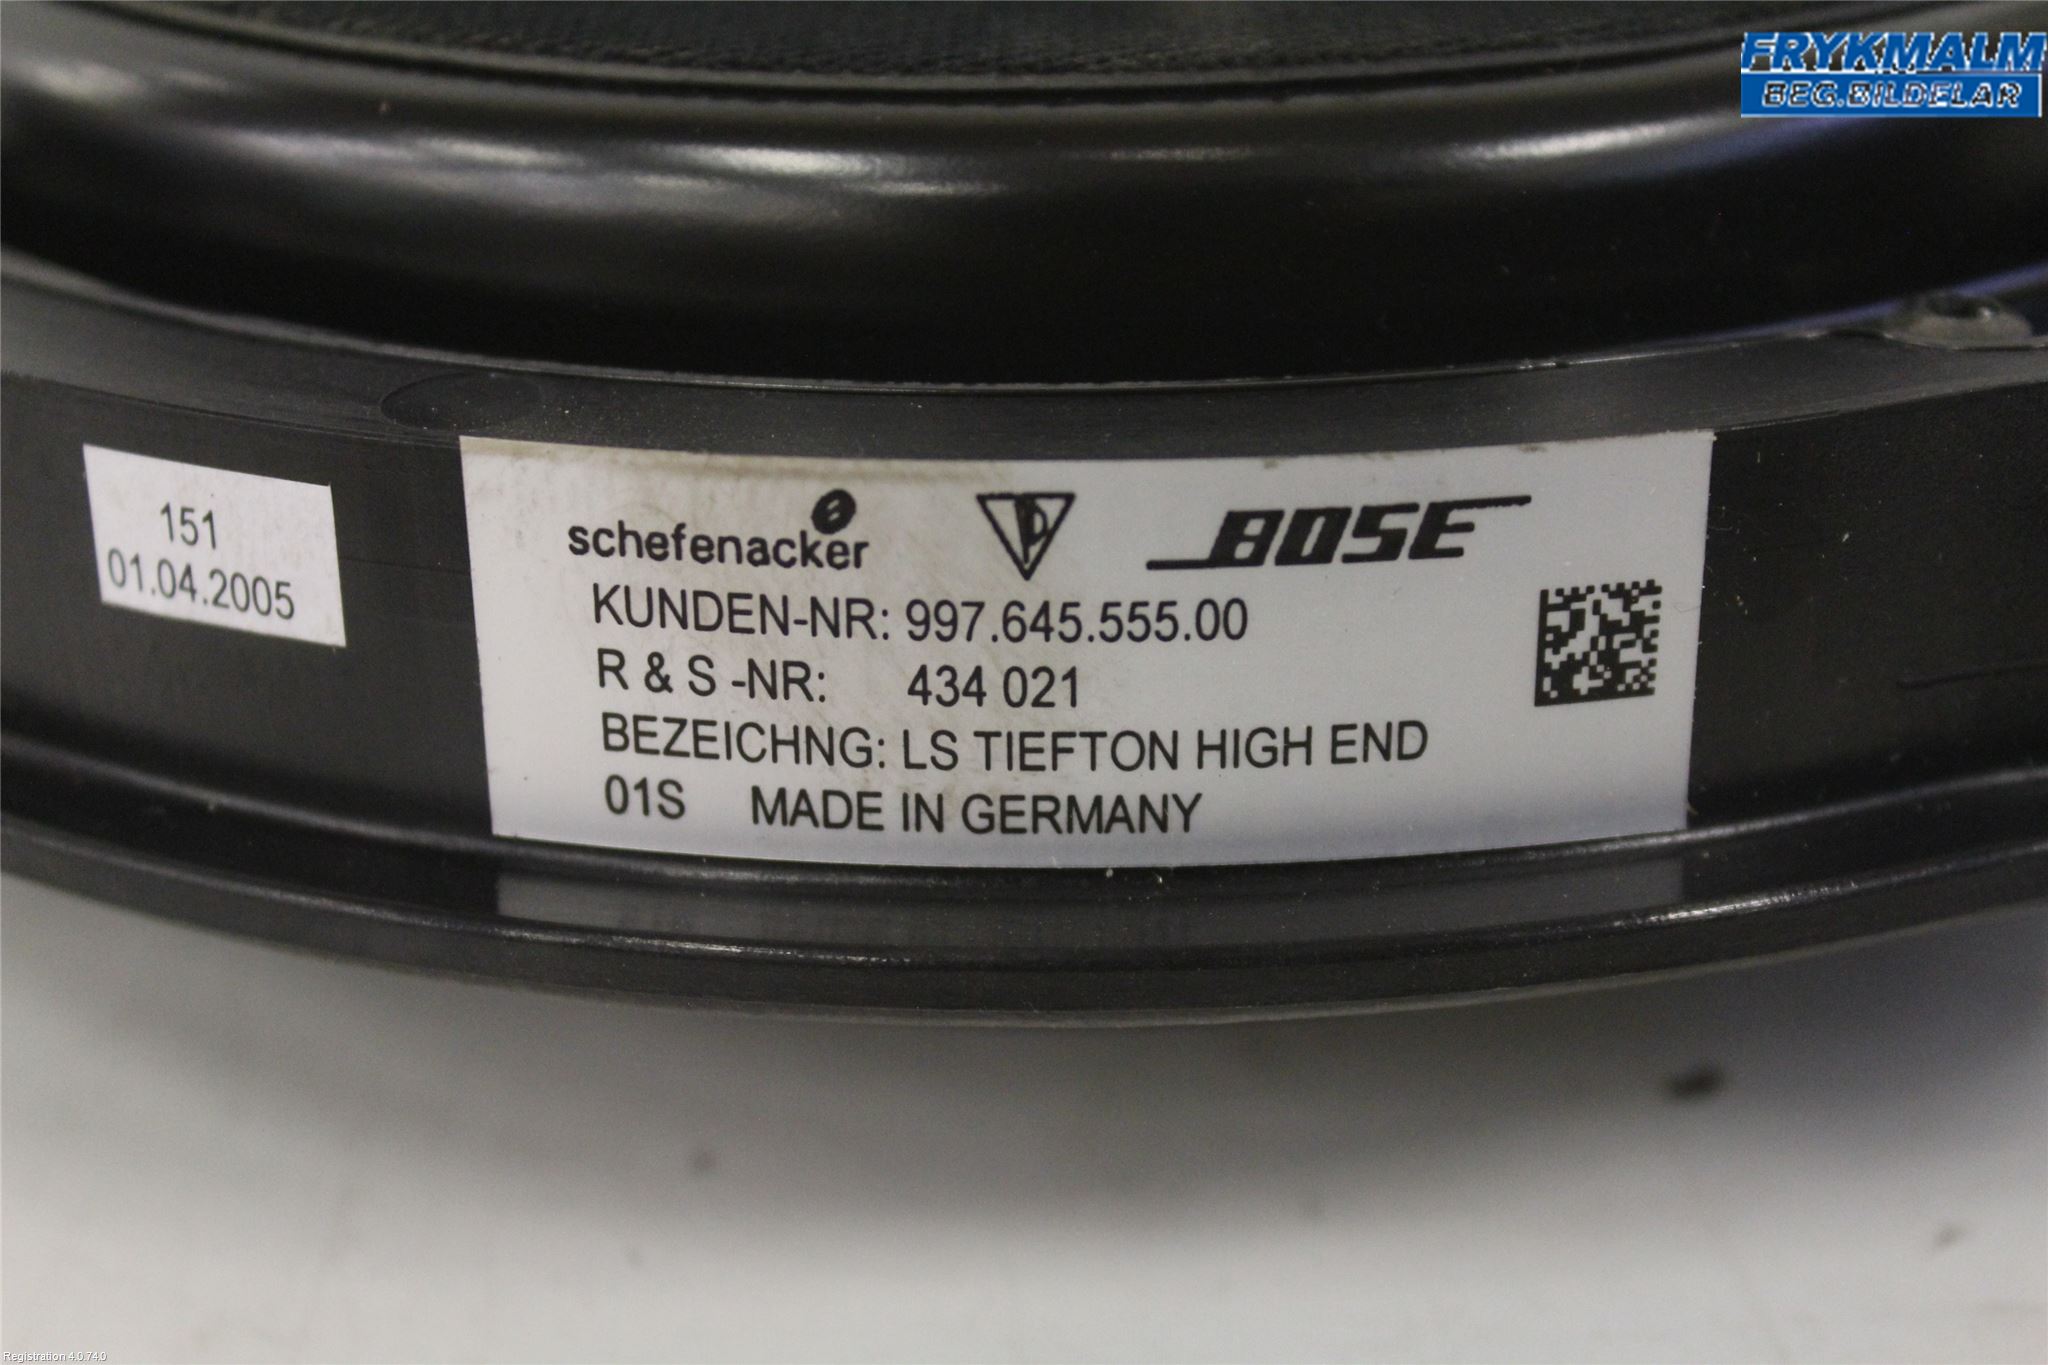 FRYKMALM
BEG.BILDELAR
151
01.04.2005
schefenacker BOSE
KUNDEN-NR: 997.645.555.00
R & S -NR: 434 021
BEZEICHNG: LS TIEFTON HIGH END
01S MADE IN GERMANY
Registration 4.0.74.0